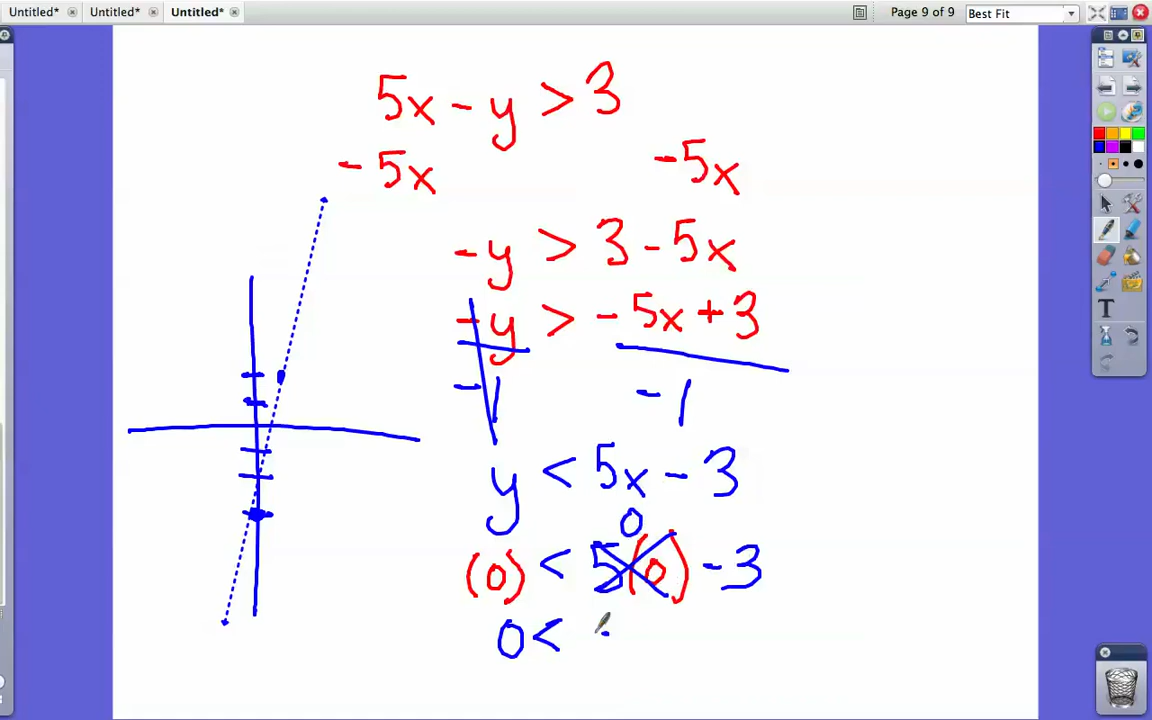 Untitled* Untitled* Untitled* Page 9 of 9 Best Fit
5x - y > 3
- 5x -5x
-y > 3 - 5x
-y > - 5x + 3
-1 -1
y < 5x - 3
0
(0) < 5(0) - 3
0 <
T